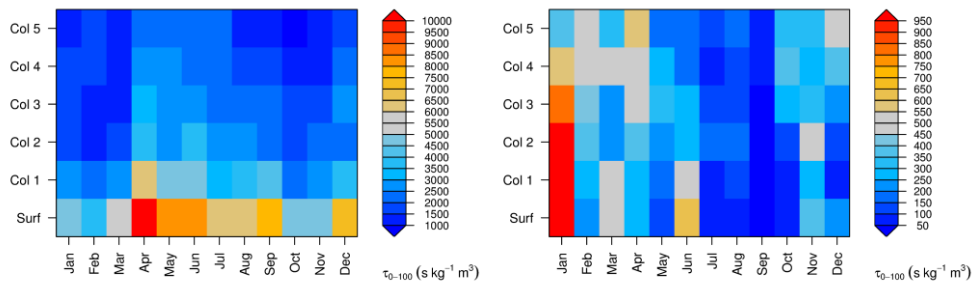 Col 5
Col 4
Col 3
Col 2
Col 1
Surf
Jan
Feb
Mar
Apr
May
Jun
Jul
Aug
Sep
Oct
Nov
Dec
10000
9500
9000
8500
8000
7500
7000
6500
6000
5500
5000
4500
4000
3500
3000
2500
2000
1500
1000
τ0−100 (s kg−1 m3)
Col 5
Col 4
Col 3
Col 2
Col 1
Surf
Jan
Feb
Mar
Apr
May
Jun
Jul
Aug
Sep
Oct
Nov
Dec
950
900
850
800
750
700
650
600
550
500
450
400
350
300
250
200
150
100
50
τ0−100 (s kg−1 m3)